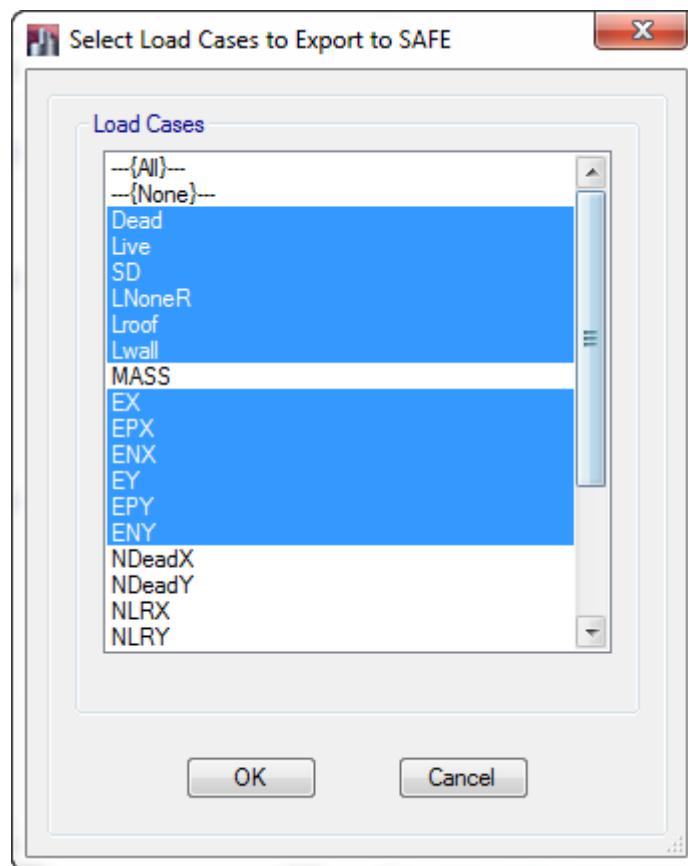 Select Load Cases to Export to SAFE
Load Cases
---{All}---
---{None}---
Dead
Live
SD
LNoneR
Lroof
Lwall
MASS
EX
EPX
ENX
EY
EPY
ENY
NDeadX
NDeadY
NLRX
NLRY
OK
Cancel